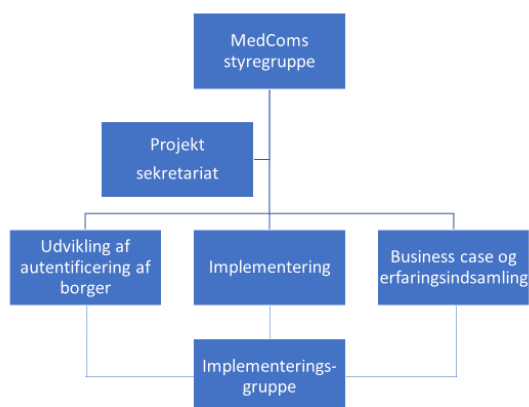 MedComs
styregruppe
Projekt
sekretariat
Udvikling af
autentificering af
borger
Implementering
Business case og
erfaringsindsamling
Implementerings-
gruppe